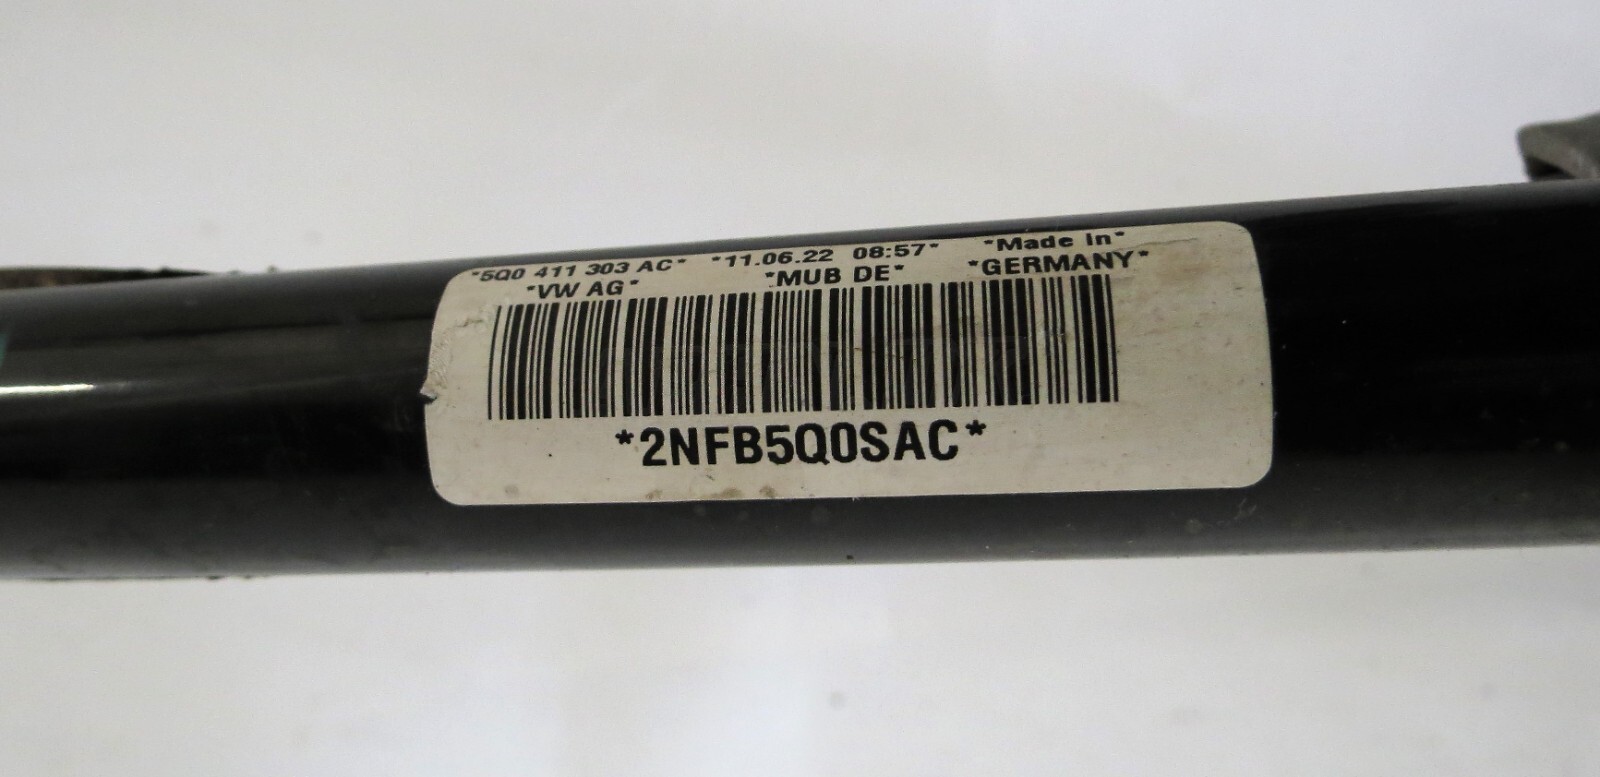 *5Q0 411 303 AC* *11.06.22 08:57* *Made in*
*VW AG* *MUB DE* *GERMANY*
*2NFB5Q0SAC*